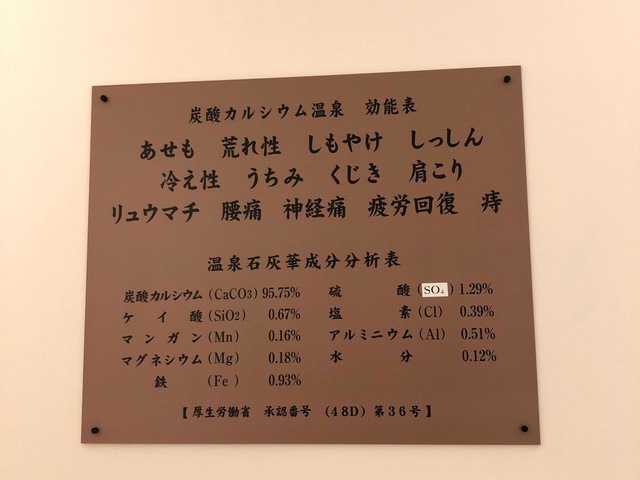 炭酸カルシウム温泉　効能表
あせも　荒れ性　しもやけ　しっしん
冷え性　うちみ　くじき　肩こり
リュウマチ　腰痛　神経痛　疲労回復　痔
温泉石灰華成分分析表
炭酸カルシウム(CaCO3) 95.75%　硫酸(SO₄) 1.29%
ケイ酸(SiO2) 0.67%　塩素(Cl) 0.39%
マンガン(Mn) 0.16%　アルミニウム(Al) 0.51%
マグネシウム(Mg) 0.18%　水分 0.12%
鉄(Fe) 0.93%
【厚生労働省　承認番号　(48D) 第36号】